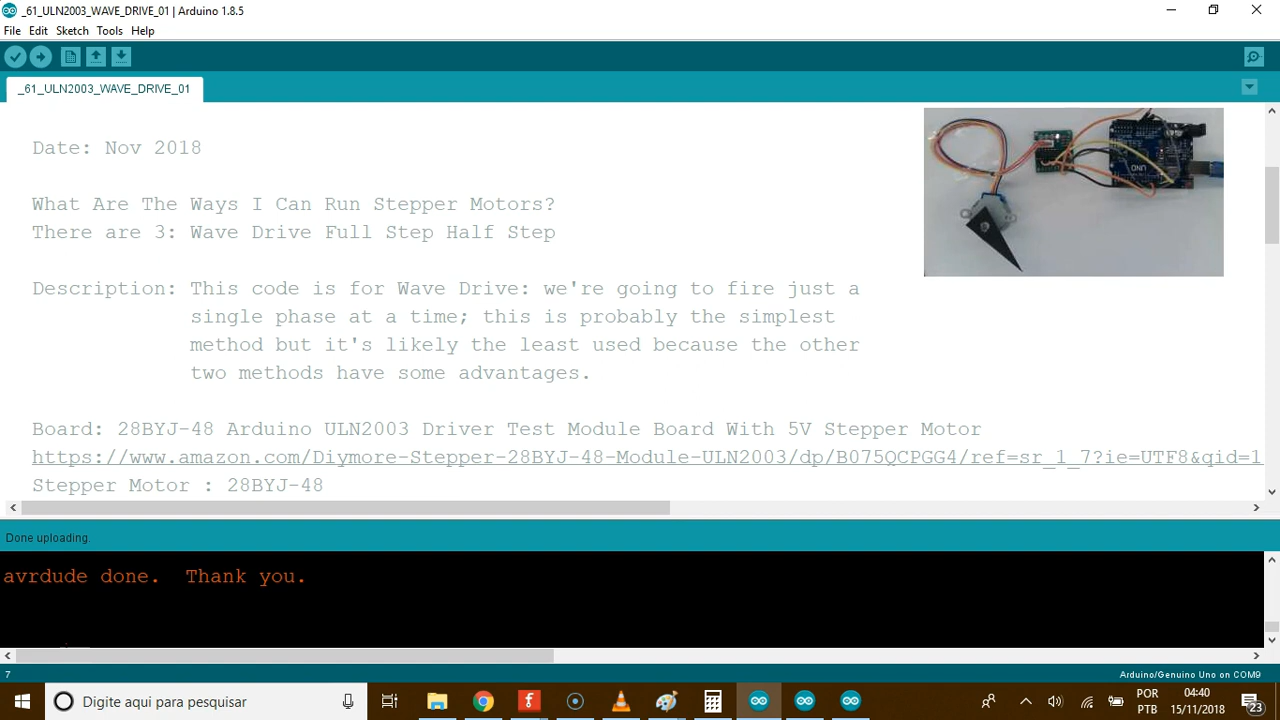 _61_ULN2003_WAVE_DRIVE_01 | Arduino 1.8.5
File Edit Sketch Tools Help
_61_ULN2003_WAVE_DRIVE_01
Date: Nov 2018
What Are The Ways I Can Run Stepper Motors?
There are 3: Wave Drive Full Step Half Step
Description: This code is for Wave Drive: we're going to fire just a
single phase at a time; this is probably the simplest
method but it's likely the least used because the other
two methods have some advantages.
Board: 28BYJ-48 Arduino ULN2003 Driver Test Module Board With 5V Stepper Motor
https://www.amazon.com/Diymore-Stepper-28BYJ-48-Module-ULN2003/dp/B075QCPGG4/ref=sr_1_7?ie=UTF8&qid=1
Stepper Motor : 28BYJ-48
UNO
Done uploading.
avrdude done. Thank you.
7
Arduino/Genuino Uno on COM9
Digite aqui para pesquisar
POR
PTB
04:40
15/11/2018
23